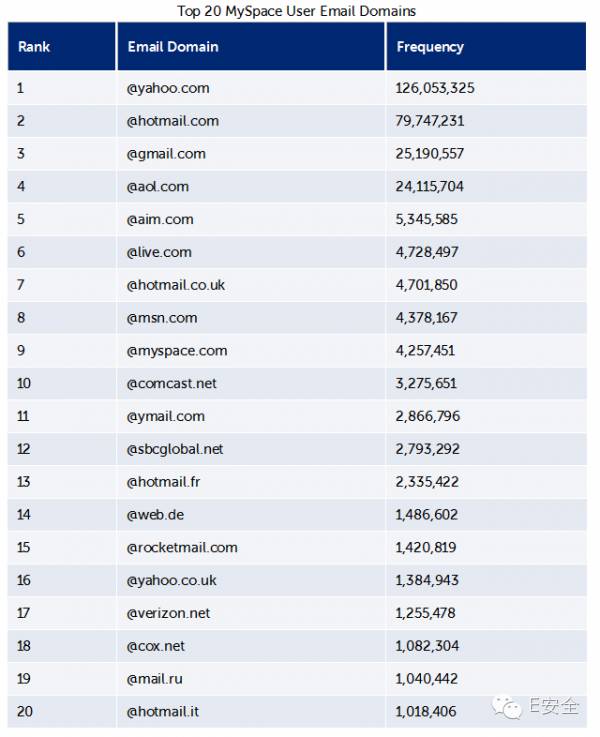 Top 20 MySpace User Email Domains
Rank Email Domain Frequency
1 @yahoo.com 126,053,325
2 @hotmail.com 79,747,231
3 @gmail.com 25,190,557
4 @aol.com 24,115,704
5 @aim.com 5,345,585
6 @live.com 4,728,497
7 @hotmail.co.uk 4,701,850
8 @msn.com 4,378,167
9 @myspace.com 4,257,451
10 @comcast.net 3,275,651
11 @ymail.com 2,866,796
12 @sbcglobal.net 2,793,292
13 @hotmail.fr 2,335,422
14 @web.de 1,486,602
15 @rocketmail.com 1,420,819
16 @yahoo.co.uk 1,384,943
17 @verizon.net 1,255,478
18 @cox.net 1,082,304
19 @mail.ru 1,040,442
20 @hotmail.it 1,018,406
E安全